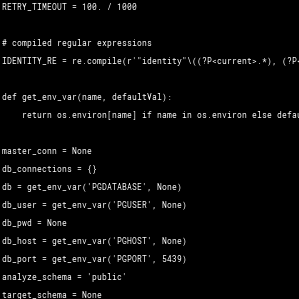 RETRY_TIMEOUT = 100. / 1000
# compiled regular expressions
IDENTITY_RE = re.compile(r'"identity"\((?P<current>.*), (?P<
def get_env_var(name, defaultVal):
    return os.environ[name] if name in os.environ else defau
master_conn = None
db_connections = {}
db = get_env_var('PGDATABASE', None)
db_user = get_env_var('PGUSER', None)
db_pwd = None
db_host = get_env_var('PGHOST', None)
db_port = get_env_var('PGPORT', 5439)
analyze_schema = 'public'
target_schema = None